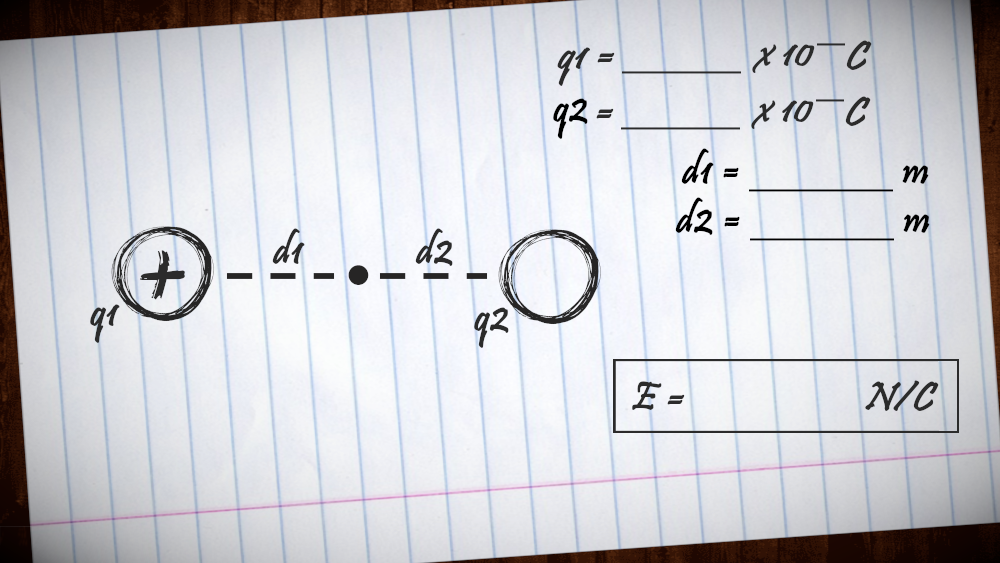 q1 = ______ x 10^— C
q2 = ______ x 10^— C
d1 = ______ m
d2 = ______ m
d1 d2
+
q1 q2
E = N/C